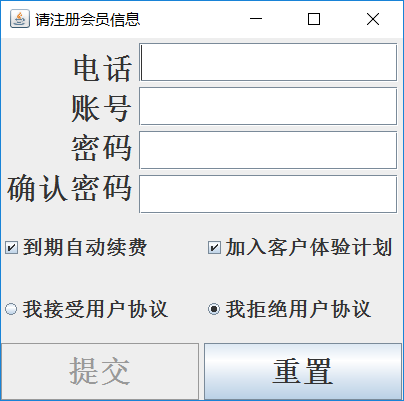 请注册会员信息
电话
账号
密码
确认密码
到期自动续费 加入客户体验计划
我接受用户协议 我拒绝用户协议
提交 重置